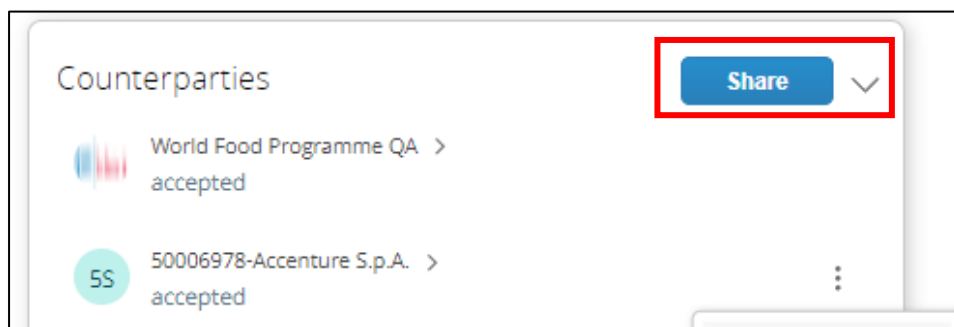 Counterparties
Share
World Food Programme QA
accepted
5S
50006978-Accenture S.p.A.
accepted